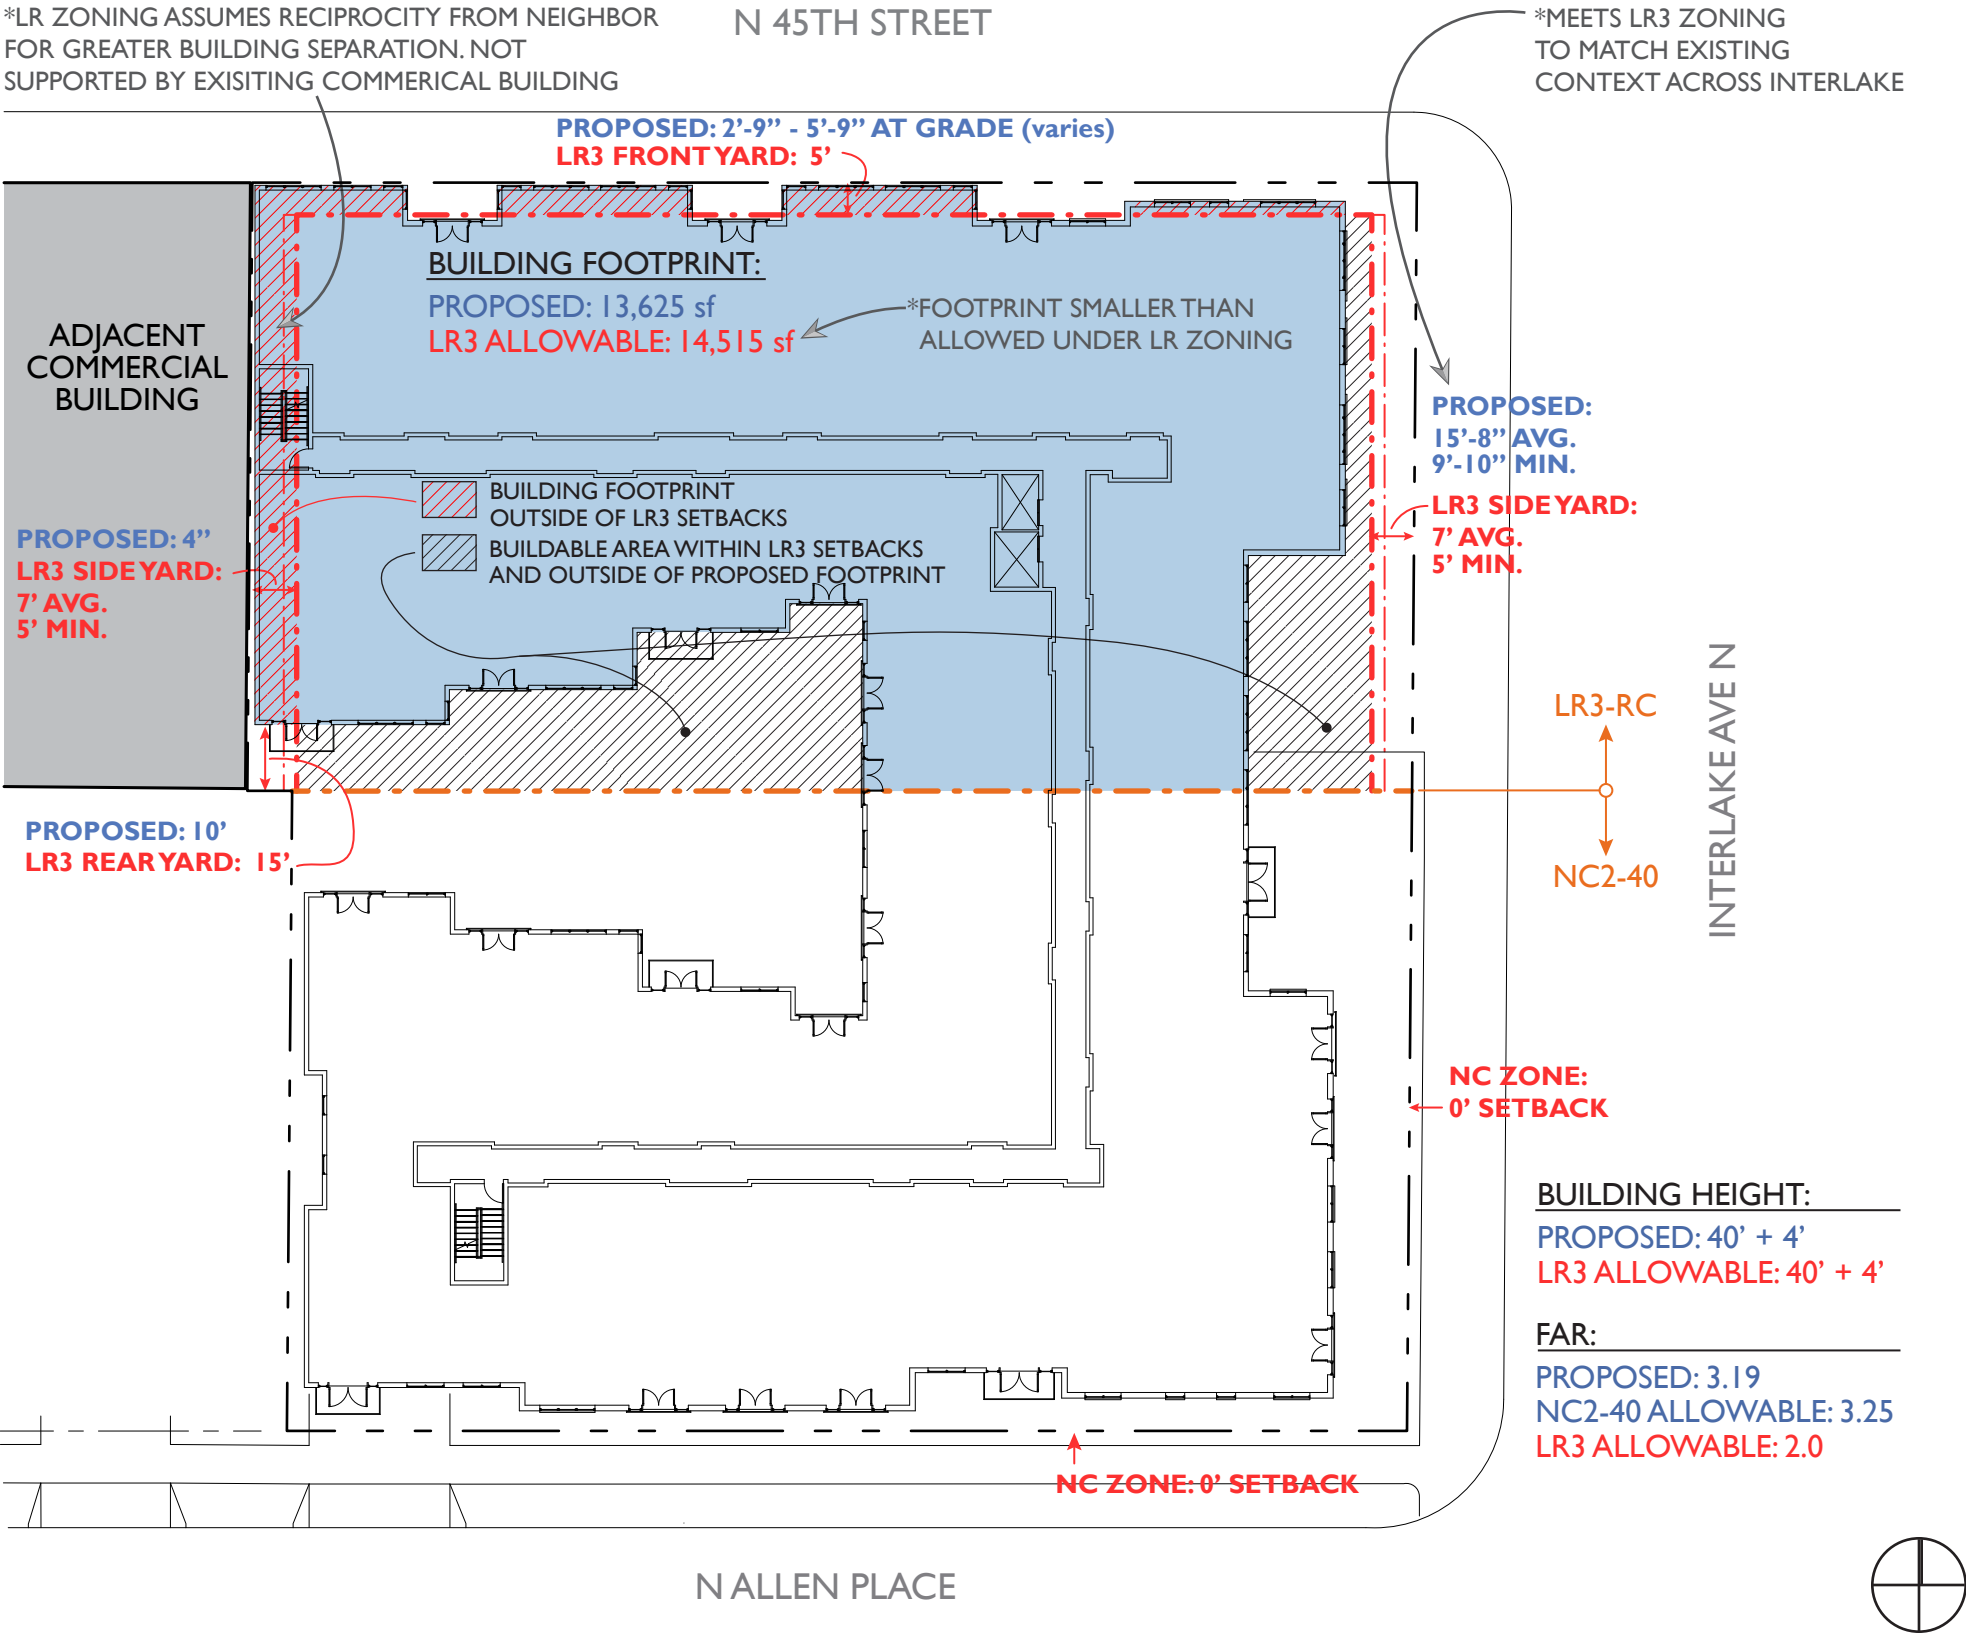 *LR ZONING ASSUMES RECIPROCITY FROM NEIGHBOR
FOR GREATER BUILDING SEPARATION. NOT
SUPPORTED BY EXISITING COMMERICAL BUILDING
N 45TH STREET
*MEETS LR3 ZONING
TO MATCH EXISTING
CONTEXT ACROSS INTERLAKE
PROPOSED: 2'-9” - 5'-9” AT GRADE (varies)
LR3 FRONT YARD: 5'
BUILDING FOOTPRINT:
PROPOSED: 13,625 sf
LR3 ALLOWABLE: 14,515 sf
*FOOTPRINT SMALLER THAN
ALLOWED UNDER LR ZONING
ADJACENT
COMMERCIAL
BUILDING
PROPOSED:
15'-8” AVG.
9'-10” MIN.
LR3 SIDE YARD:
7' AVG.
5' MIN.
BUILDING FOOTPRINT
OUTSIDE OF LR3 SETBACKS
BUILDABLE AREA WITHIN LR3 SETBACKS
AND OUTSIDE OF PROPOSED FOOTPRINT
PROPOSED: 4”
LR3 SIDE YARD:
7' AVG.
5' MIN.
LR3-RC
NC2-40
INTERLAKE AVE N
PROPOSED: 10'
LR3 REAR YARD: 15'
NC ZONE:
0' SETBACK
BUILDING HEIGHT:
PROPOSED: 40' + 4'
LR3 ALLOWABLE: 40' + 4'
FAR:
PROPOSED: 3.19
NC2-40 ALLOWABLE: 3.25
LR3 ALLOWABLE: 2.0
NC ZONE: 0' SETBACK
N ALLEN PLACE